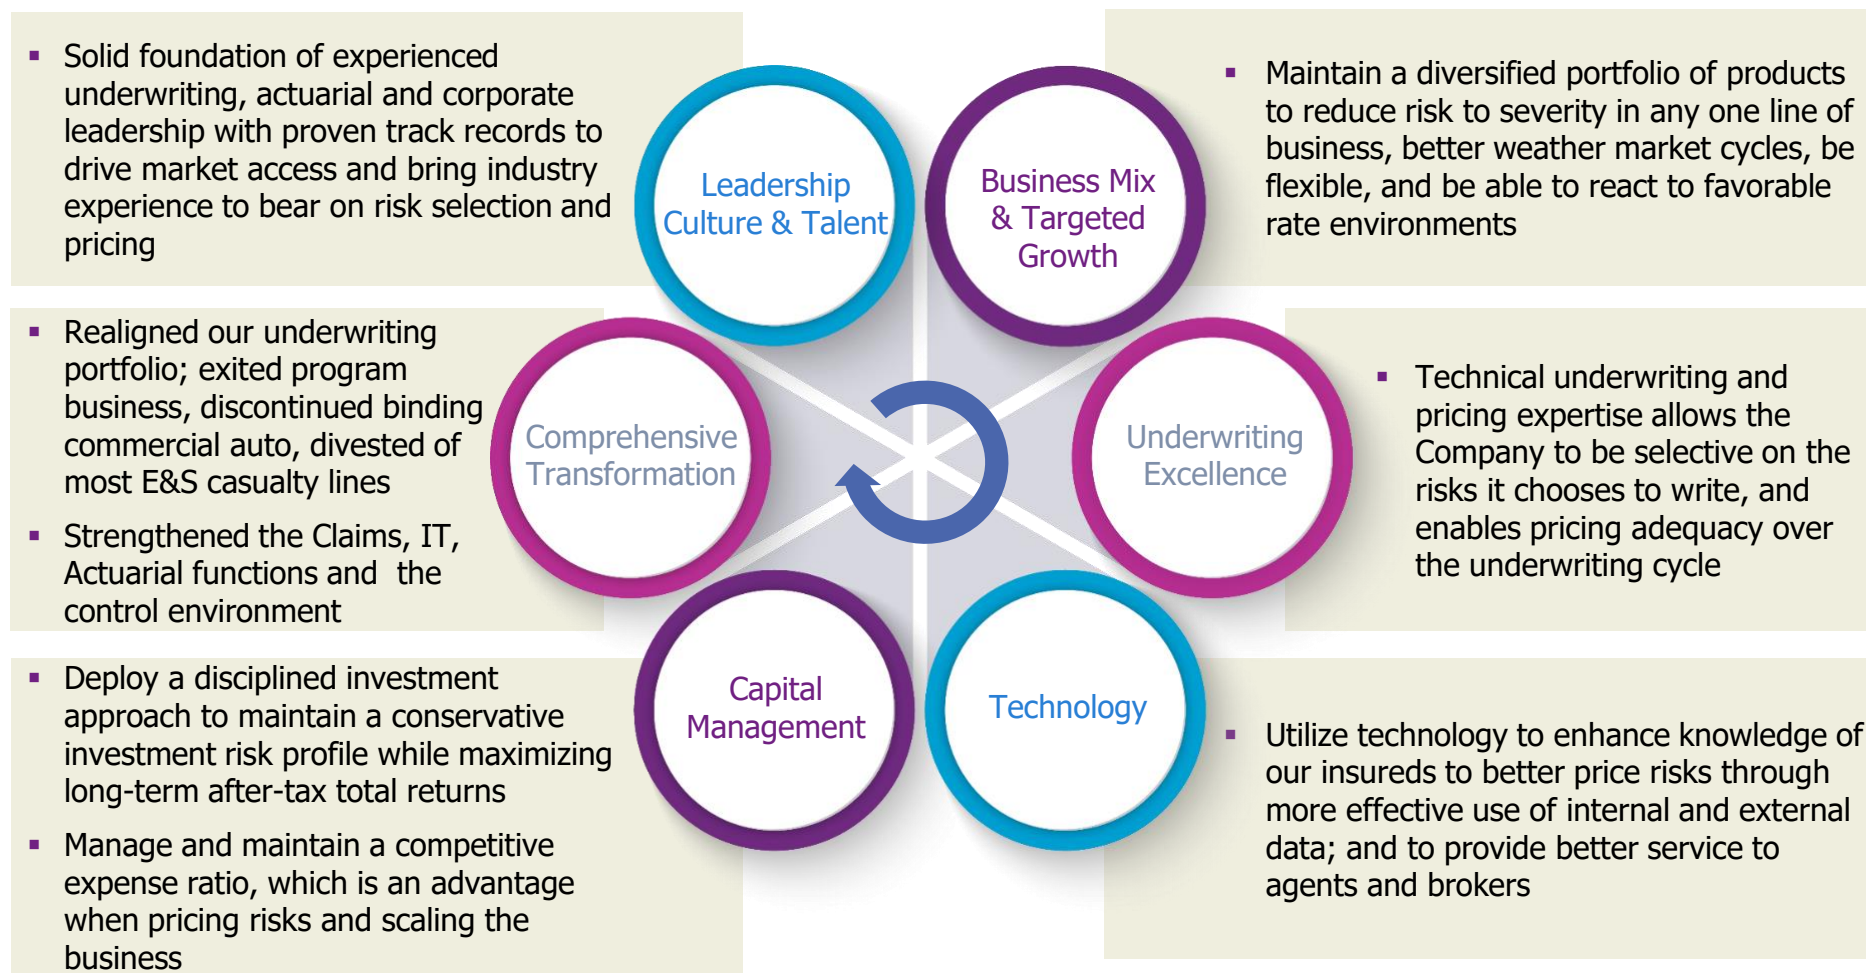 ▪ Solid foundation of experienced
underwriting, actuarial and corporate
leadership with proven track records to
drive market access and bring industry
experience to bear on risk selection and
pricing
Leadership
Culture & Talent
Business Mix
& Targeted
Growth
▪ Maintain a diversified portfolio of products
to reduce risk to severity in any one line of
business, better weather market cycles, be
flexible, and be able to react to favorable
rate environments
▪ Realigned our underwriting
portfolio; exited program
business, discontinued binding
commercial auto, divested of
most E&S casualty lines
▪ Strengthened the Claims, IT,
Actuarial functions and  the
control environment
Comprehensive
Transformation
Underwriting
Excellence
▪ Technical underwriting and
pricing expertise allows the
Company to be selective on the
risks it chooses to write, and
enables pricing adequacy over
the underwriting cycle
▪ Deploy a disciplined investment
approach to maintain a conservative
investment risk profile while maximizing
long-term after-tax total returns
▪ Manage and maintain a competitive
expense ratio, which is an advantage
when pricing risks and scaling the
business
Capital
Management
Technology
▪ Utilize technology to enhance knowledge of
our insureds to better price risks through
more effective use of internal and external
data; and to provide better service to
agents and brokers